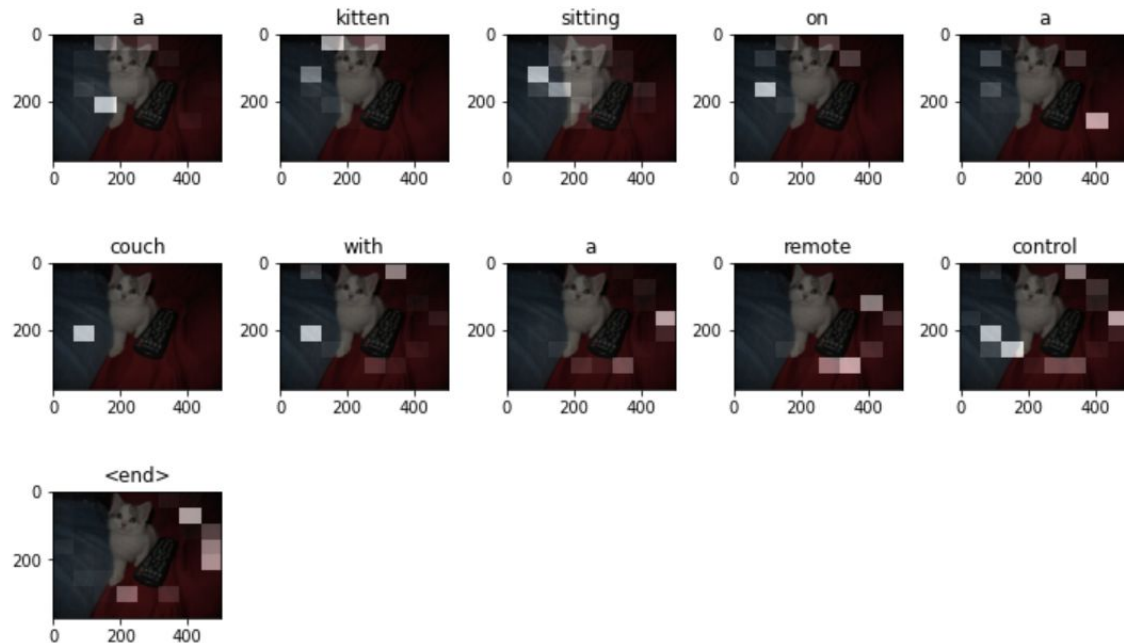 a kitten sitting on a
0 0 0 0 0
200 200 200 200 200
0 200 400 0 200 400 0 200 400 0 200 400 0 200 400
couch with a remote control
0 0 0 0 0
200 200 200 200 200
0 200 400 0 200 400 0 200 400 0 200 400 0 200 400
<end>
0
200
0 200 400